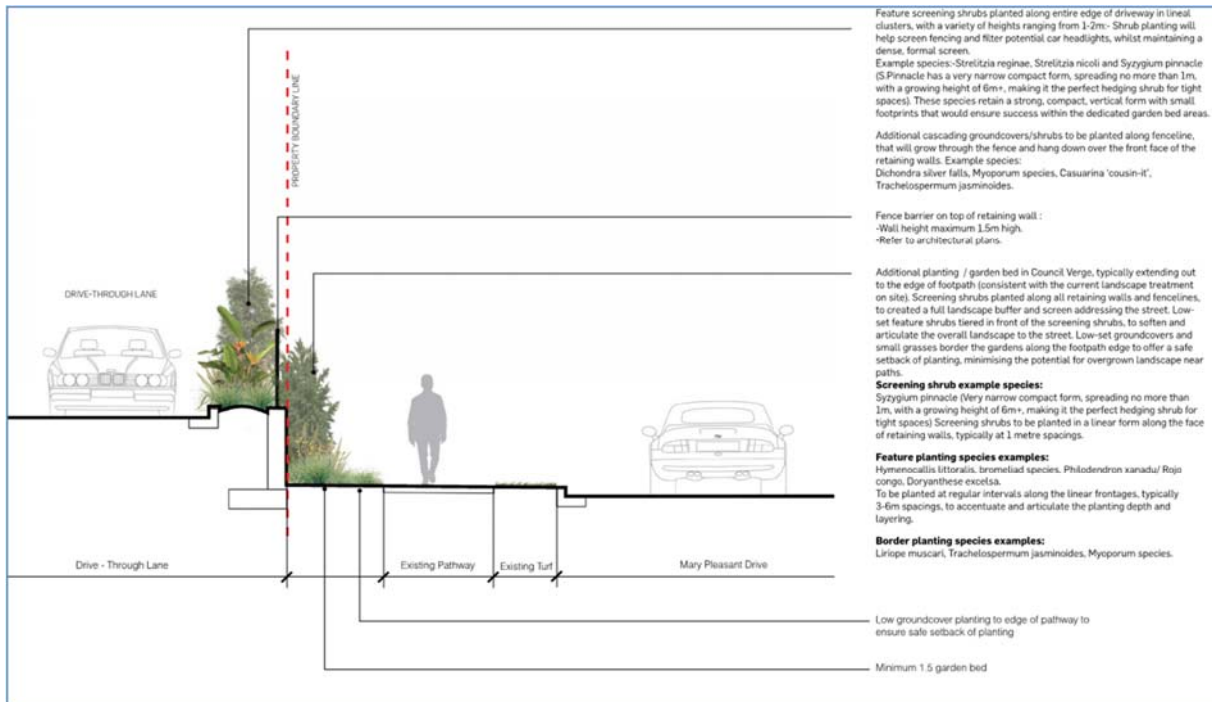 Feature screening shrubs planted along entire edge of driveway in lineal
clusters, with a variety of heights ranging from 1-2m:- Shrub planting will
help screen fencing and filter potential car headlights, whilst maintaining a
dense, formal screen.
Example species:-Strelitzia reginae, Strelitzia nicoli and Syzygium pinnacle
(S.Pinnacle has a very narrow compact form, spreading no more than 1m,
with a growing height of 6m+, making it the perfect hedging shrub for tight
spaces). These species retain a strong, compact, vertical form with small
footprints that would ensure success within the dedicated garden bed areas.
Additional cascading groundcovers/shrubs to be planted along fenceline,
that will grow through the fence and hang down over the front face of the
retaining walls. Example species:
Dichondra silver falls, Myoporum species, Casuarina 'cousin-it',
Trachelospermum jasminoides.
PROPERTY BOUNDARY LINE
Fence barrier on top of retaining wall :
-Wall height maximum 1.5m high.
-Refer to architectural plans.
DRIVE-THROUGH LANE
Additional planting / garden bed in Council Verge, typically extending out
to the edge of footpath (consistent with the current landscape treatment
on site). Screening shrubs planted along all retaining walls and fencelines,
to created a full landscape buffer and screen addressing the street. Low-
set feature shrubs tiered in front of the screening shrubs, to soften and
articulate the overall landscape to the street. Low-set groundcovers and
small grasses border the gardens along the footpath edge to offer a safe
setback of planting, minimising the potential for overgrown landscape near
paths.
Screening shrub example species:
Syzygium pinnacle (Very narrow compact form, spreading no more than
1m, with a growing height of 6m+, making it the perfect hedging shrub for
tight spaces) Screening shrubs to be planted in a linear form along the face
of retaining walls, typically at 1 metre spacings.
Feature planting species examples:
Hymenocallis littoralis, bromeliad species, Philodendron xanadu/ Rojo
congo, Doryanthese excelsa.
To be planted at regular intervals along the linear frontages, typically
3-6m spacings, to accentuate and articulate the planting depth and
layering.
Border planting species examples:
Liriope muscari, Trachelospermum jasminoides, Myoporum species.
Drive - Through Lane
Existing Pathway
Existing Turf
Mary Pleasant Drive
Low groundcover planting to edge of pathway to
ensure safe setback of planting
Minimum 1.5 garden bed